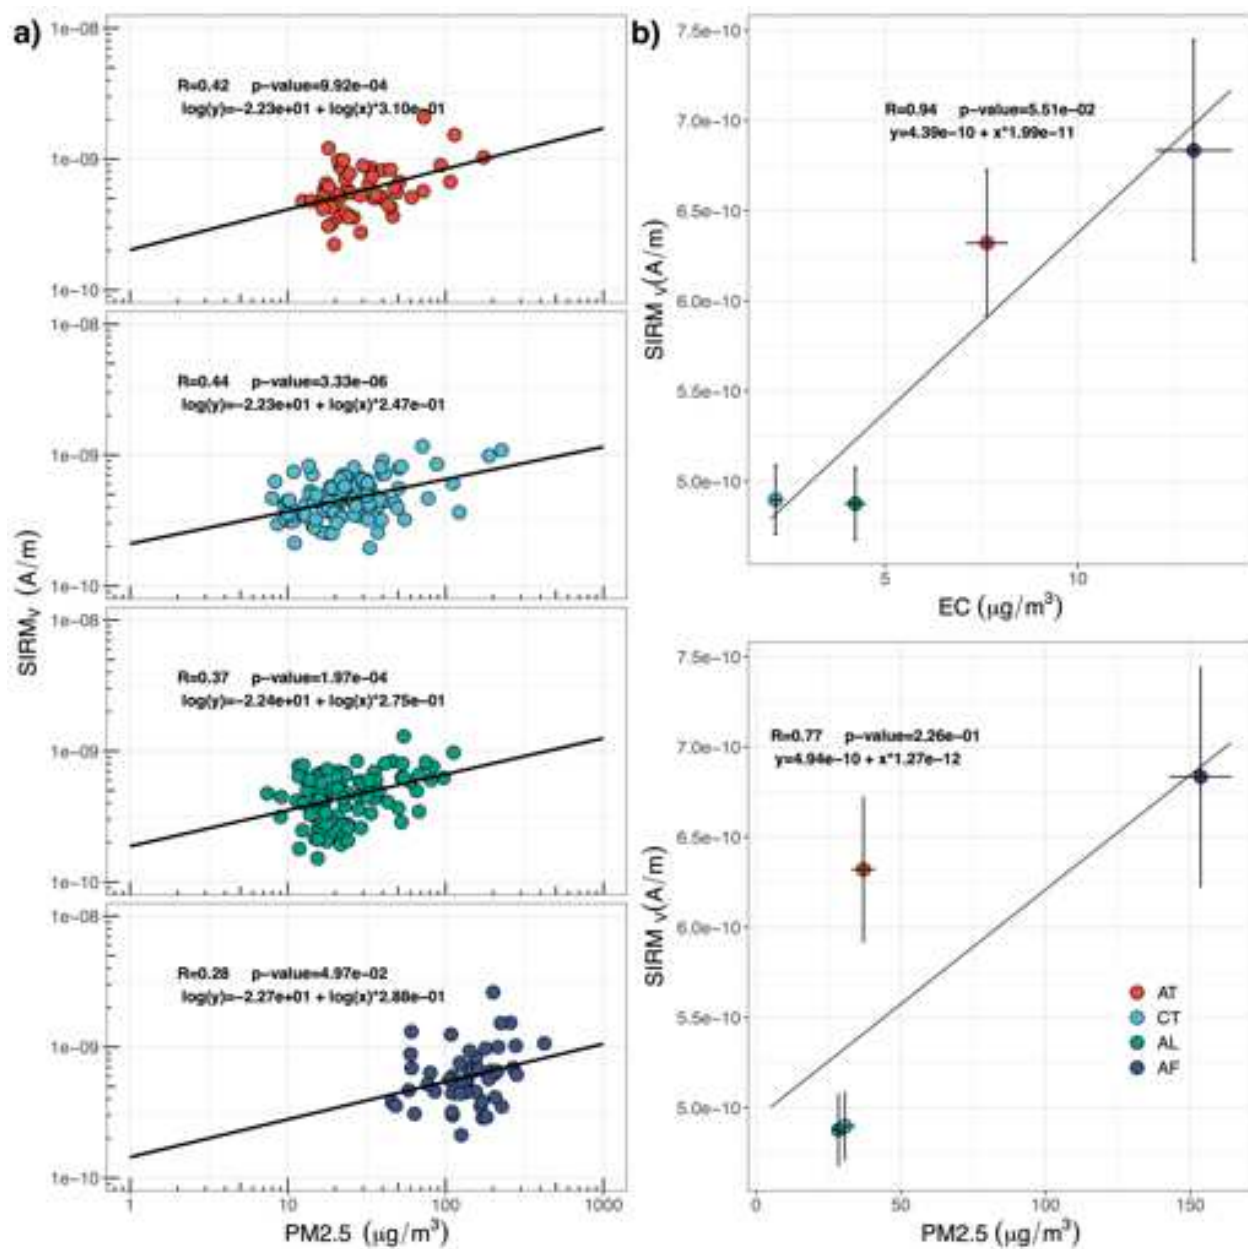 a)
1e-08
R=0.42 p-value=9.92e-04
log(y)=-2.23e+01 + log(x)*3.10e-01
1e-09
1e-10
1e-08
R=0.44 p-value=3.33e-06
log(y)=-2.23e+01 + log(x)*2.47e-01
1e-09
1e-10
1e-08
R=0.37 p-value=1.97e-04
log(y)=-2.24e+01 + log(x)*2.75e-01
1e-09
1e-10
1e-08
R=0.28 p-value=4.97e-02
log(y)=-2.27e+01 + log(x)*2.88e-01
1e-09
1e-10
SIRMV (A/m)
1 10 100 1000
PM2.5 (μg/m³)
b)
7.5e-10
R=0.94 p-value=5.51e-02
y=4.39e-10 + x*1.99e-11
7.0e-10
6.5e-10
6.0e-10
5.5e-10
5.0e-10
SIRM V(A/m)
5 10
EC (μg/m³)
7.5e-10
R=0.77 p-value=2.26e-01
y=4.94e-10 + x*1.27e-12
7.0e-10
6.5e-10
6.0e-10
5.5e-10
5.0e-10
SIRM V(A/m)
AT
CT
AL
AF
0 50 100 150
PM2.5 (μg/m³)